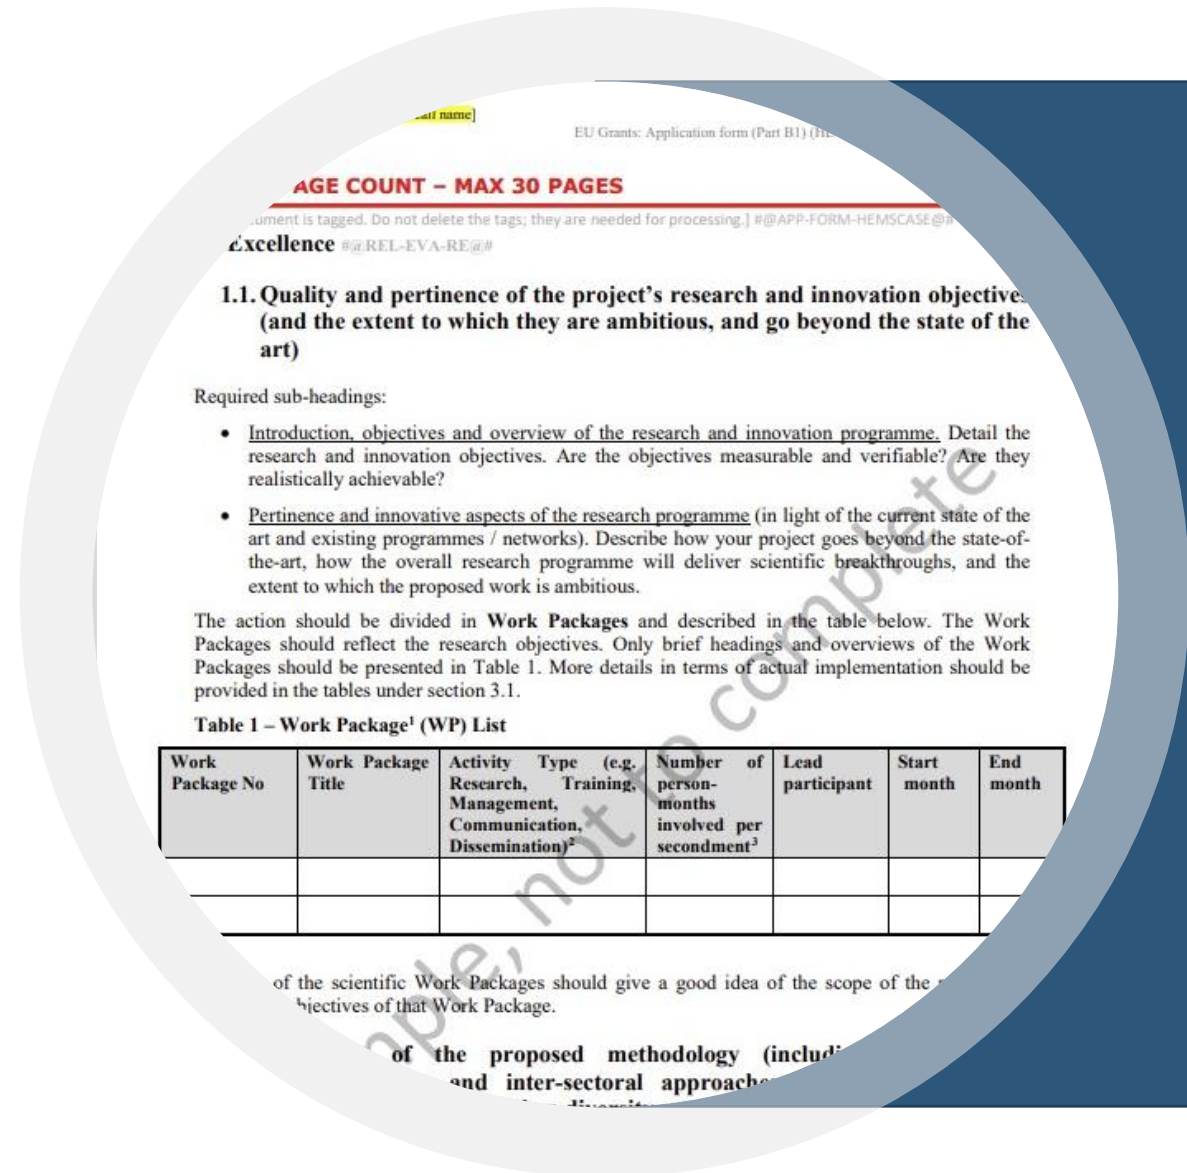 name]
EU Grants: Application form (Part B1) (HE
AGE COUNT – MAX 30 PAGES
is tagged. Do not delete the tags; they are needed for processing.] #@APP-FORM-HEMSCASE@#
Excellence #@REL-EVA-RE@#
1.1. Quality and pertinence of the project's research and innovation objectives
(and the extent to which they are ambitious, and go beyond the state of the
art)
Required sub-headings:
• Introduction, objectives and overview of the research and innovation programme. Detail the
research and innovation objectives. Are the objectives measurable and verifiable? Are they
realistically achievable?
• Pertinence and innovative aspects of the research programme (in light of the current state of the
art and existing programmes / networks). Describe how your project goes beyond the state-of-
the-art, how the overall research programme will deliver scientific breakthroughs, and the
extent to which the proposed work is ambitious.
The action should be divided in Work Packages and described in the table below. The Work
Packages should reflect the research objectives. Only brief headings and overviews of the Work
Packages should be presented in Table 1. More details in terms of actual implementation should be
provided in the tables under section 3.1.
Table 1 – Work Package¹ (WP) List
Work
Package No
Work Package
Title
Activity Type (e.g.
Research, Training,
Management,
Communication,
Dissemination)²
Number of
person-
months
involved per
secondment³
Lead
participant
Start
month
End
month
of the scientific Work Packages should give a good idea of the scope of the
objectives of that Work Package.
of the proposed methodology (includi
and inter-sectoral approaches
mple, not to complete